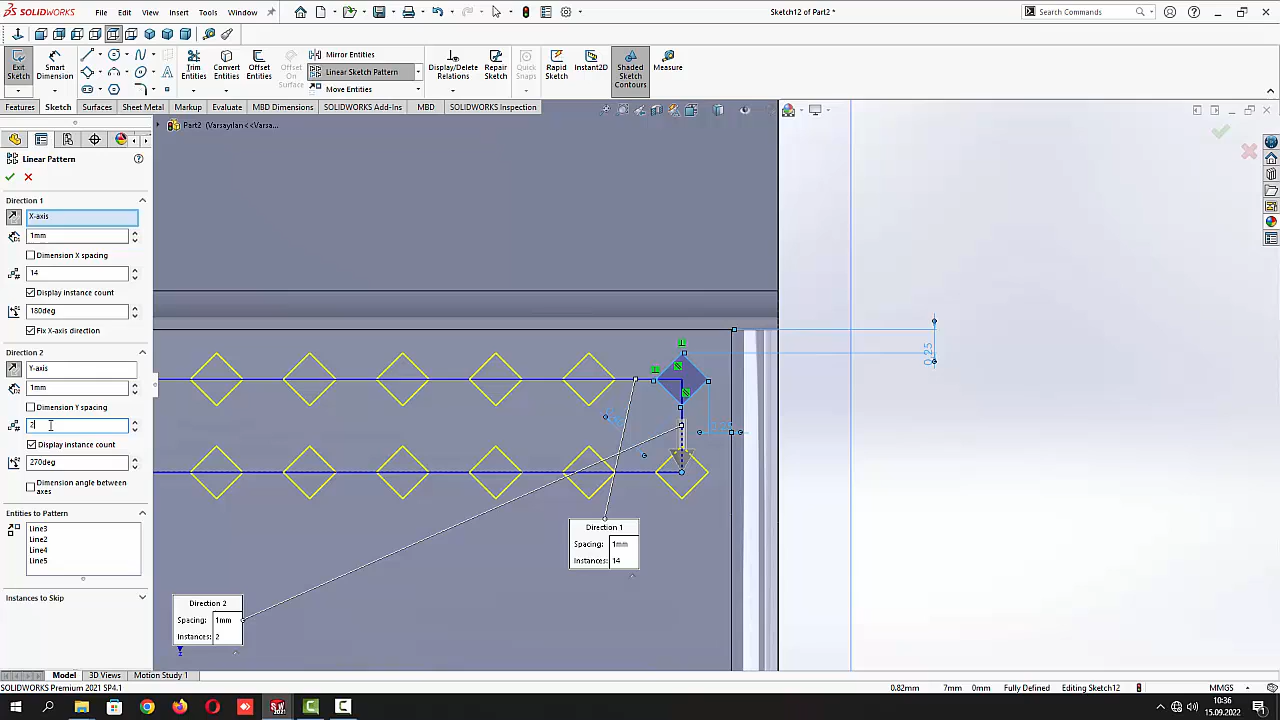 SOLIDWORKS File Edit View Insert Tools Window Sketch12 of Part2 * Search Commands
Exit Sketch Smart Dimension Trim Entities Convert Entities Offset Entities Offset On Surface Mirror Entities Display/Delete Relations Repair Sketch Quick Snaps Rapid Sketch Instant2D Shaded Sketch Contours Measure
Linear Sketch Pattern
Move Entities
Features Sketch Surfaces Sheet Metal Markup Evaluate MBD Dimensions SOLIDWORKS Add-Ins MBD SOLIDWORKS Inspection
Part2 (Varsayılan<<Varsa...
Linear Pattern
Direction 1
X-axis
1mm
Dimension X spacing
14
Display instance count
180deg
Fix X-axis direction
Direction 2
Y-axis
1mm
Dimension Y spacing
2
Display instance count
270deg
Dimension angle between axes
Entities to Pattern
Line3
Line2
Line4
Line5
Instances to Skip
0.25
0.25
Direction 1
Spacing: 1mm
Instances: 14
Direction 2
Spacing: 1mm
Instances: 2
Model 3D Views Motion Study 1
SOLIDWORKS Premium 2021 SP4.1 0.82mm 7mm 0mm Fully Defined Editing Sketch12 MMGS
10:36
15.09.2022